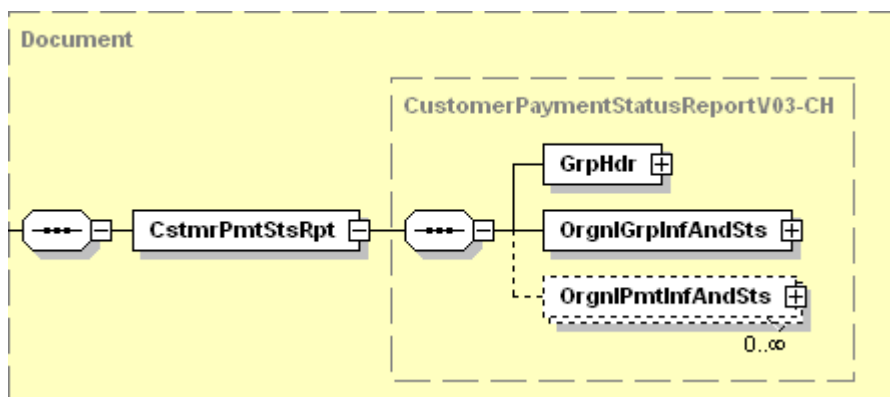 Document
CustomerPaymentStatusReportV03-CH
GrpHdr
CstmrPmtStsRpt
OrgnlGrpInfAndSts
OrgnlPmtInfAndSts
0..∞